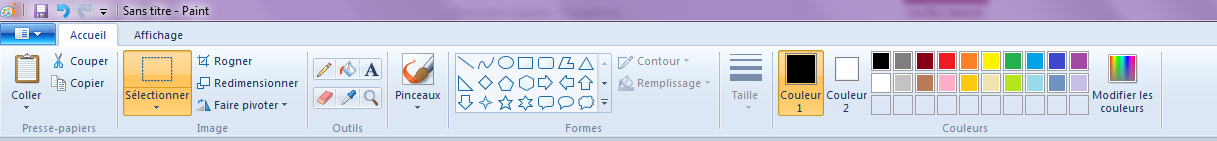 Sans titre - Paint
Accueil
Affichage
Coller
Couper
Copier
Presse-papiers
Sélectionner
Rogner
Redimensionner
Faire pivoter
Image
A
Outils
Pinceaux
Contour
Remplissage
Formes
Taille
Couleur
1
Couleur
2
Modifier les
couleurs
Couleurs